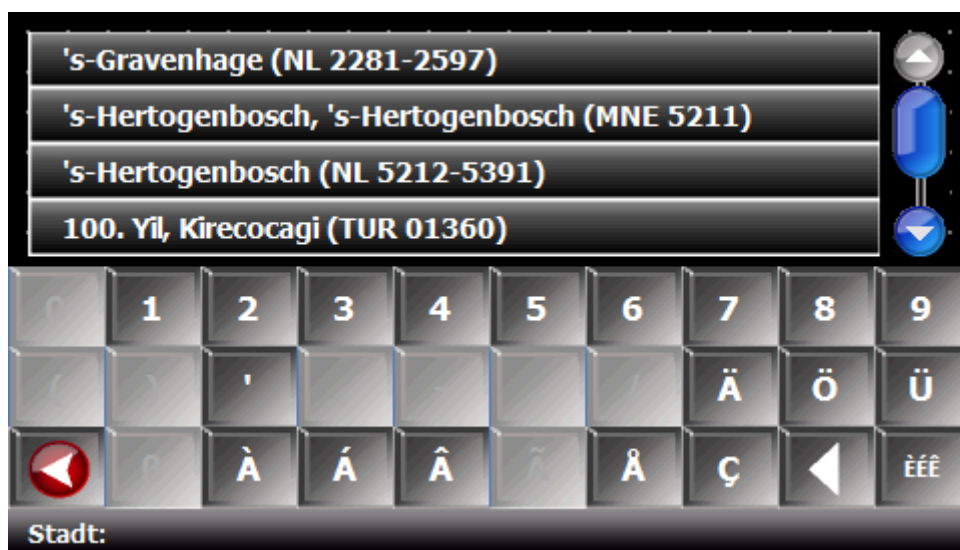 's-Gravenhage (NL 2281-2597)
's-Hertogenbosch, 's-Hertogenbosch (MNE 5211)
's-Hertogenbosch (NL 5212-5391)
100. Yil, Kirecocagi (TUR 01360)
0 1 2 3 4 5 6 7 8 9
( ) ' - / Ä Ö Ü
À Á Â Ã Å Ç ÈÉÊ
Stadt: